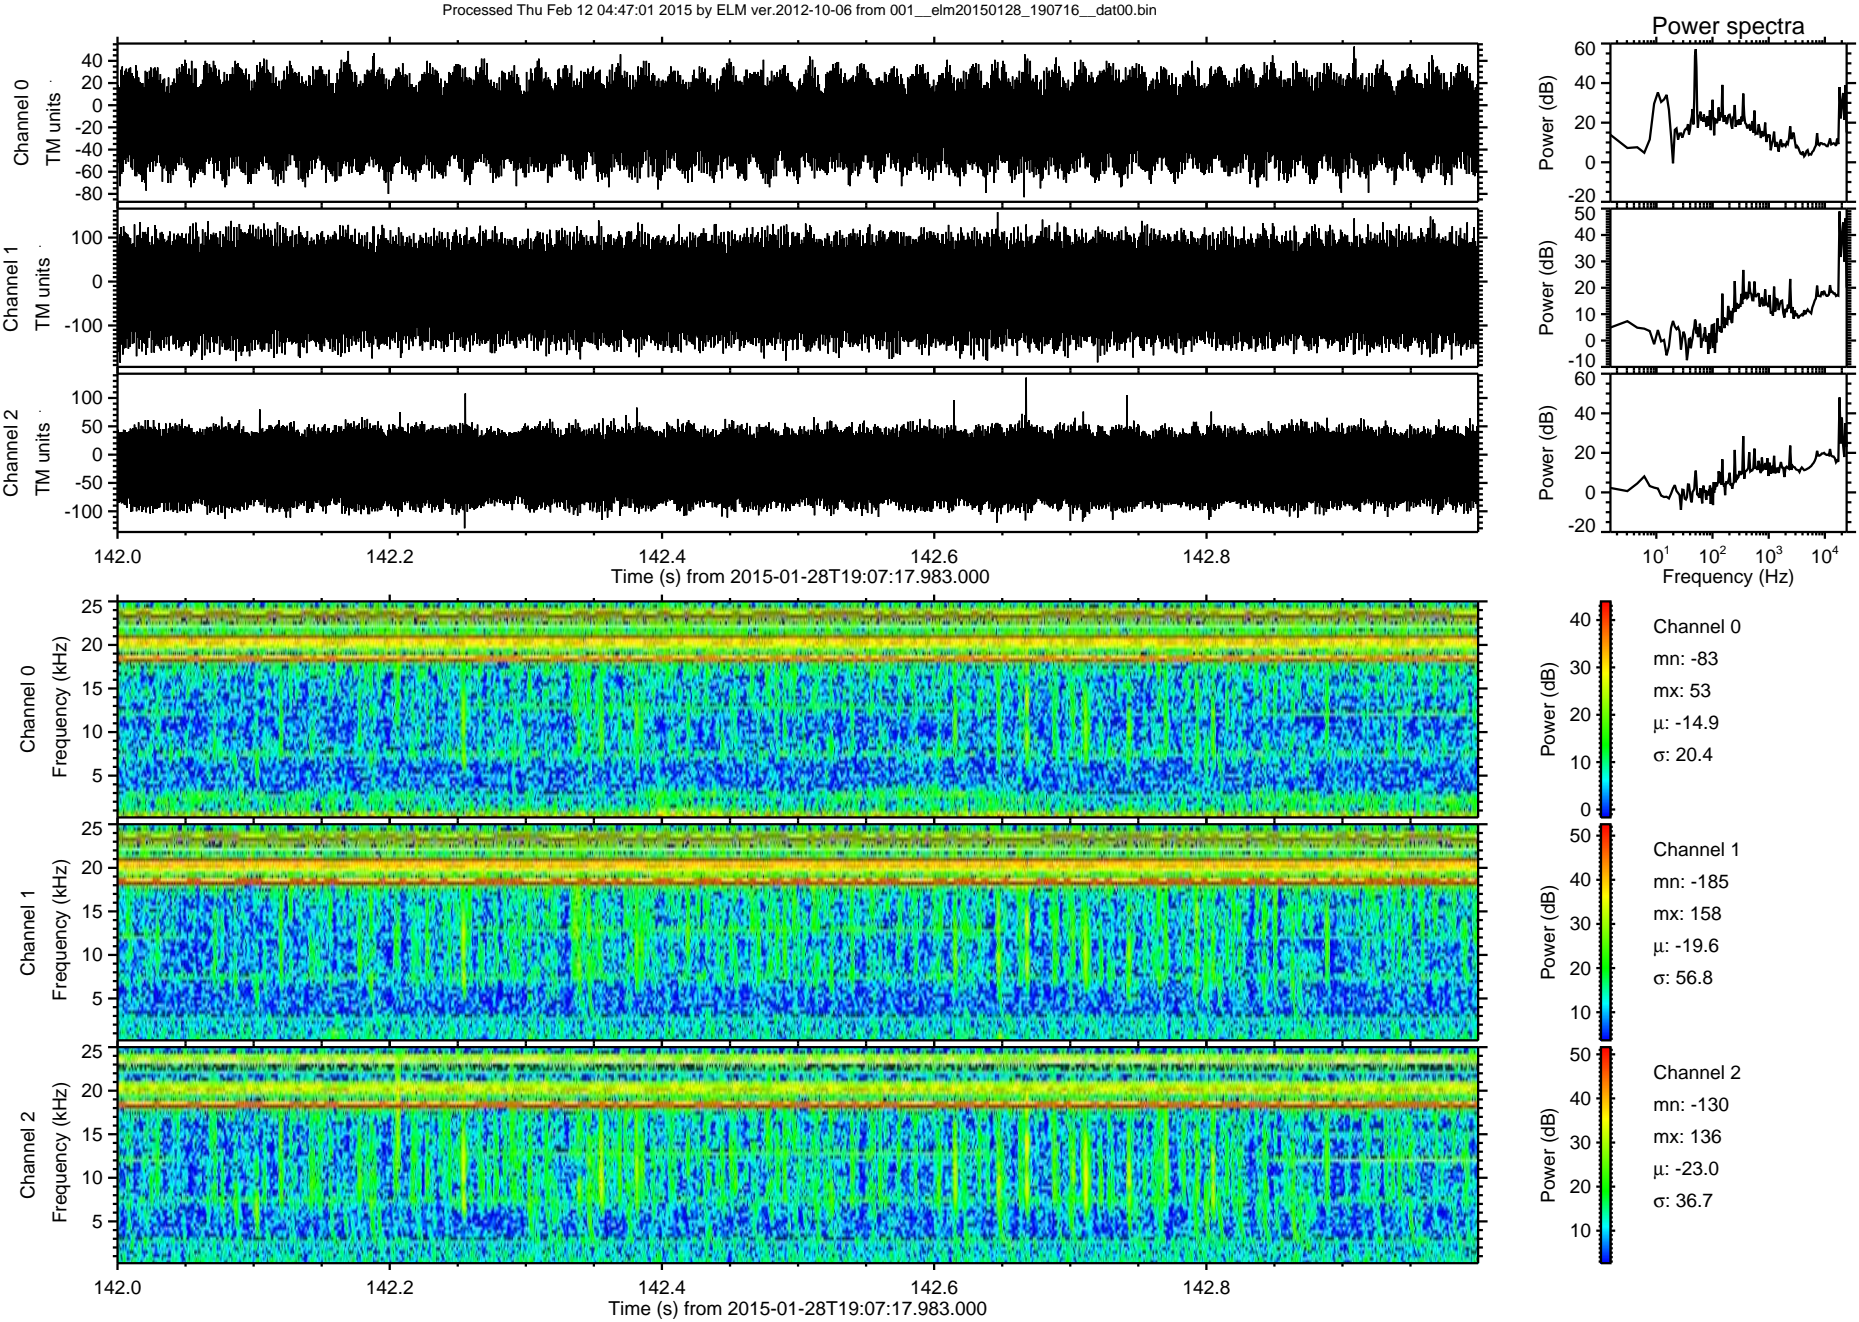 Processed Thu Feb 12 04:47:01 2015 by ELM ver.2012-10-06 from 001__elm20150128_190716__dat00.bin
Power spectra
Channel 0
TM units
40
20
0
-20
-40
-60
-80
Power (dB)
60
40
20
0
-20
Channel 1
TM units
100
0
-100
Power (dB)
50
40
30
20
10
0
-10
Channel 2
TM units
100
50
0
-50
-100
Power (dB)
60
40
20
0
-20
142.0 142.2 142.4 142.6 142.8
Time (s) from 2015-01-28T19:07:17.983.000
10^1 10^2 10^3 10^4
Frequency (Hz)
Channel 0
Frequency (kHz)
25
20
15
10
5
Power (dB)
40
30
20
10
0
Channel 0
mn: -83
mx: 53
μ: -14.9
σ: 20.4
Channel 1
Frequency (kHz)
25
20
15
10
5
Power (dB)
50
40
30
20
10
Channel 1
mn: -185
mx: 158
μ: -19.6
σ: 56.8
Channel 2
Frequency (kHz)
25
20
15
10
5
Power (dB)
50
40
30
20
10
Channel 2
mn: -130
mx: 136
μ: -23.0
σ: 36.7
142.0 142.2 142.4 142.6 142.8
Time (s) from 2015-01-28T19:07:17.983.000